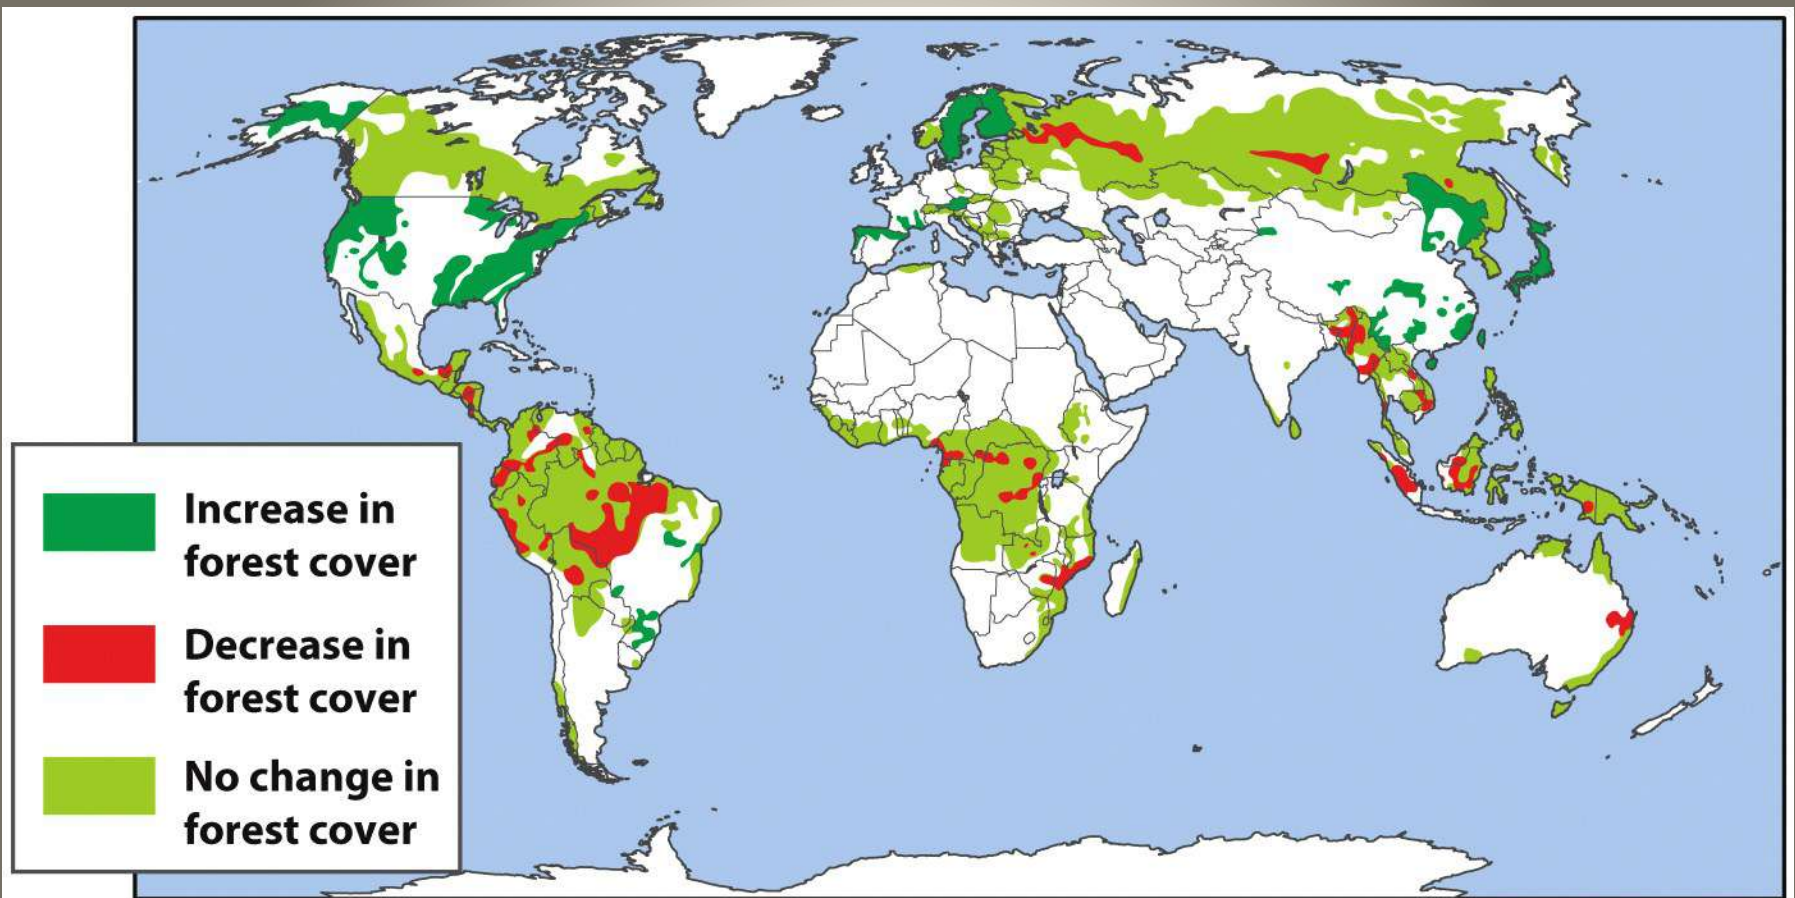 Increase in
forest cover
Decrease in
forest cover
No change in
forest cover